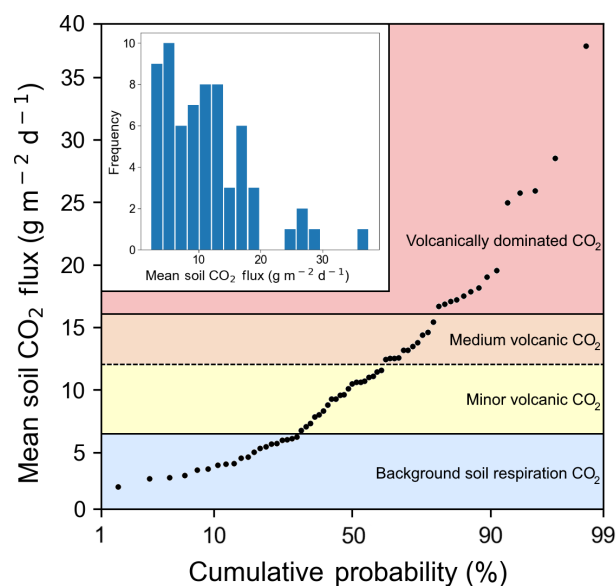 40
35
30
25
20
15
10
5
0
Mean soil CO₂ flux (g m⁻² d⁻¹)
10
8
6
4
2
0
Frequency
10
20
30
Mean soil CO₂ flux (g m⁻² d⁻¹)
Volcanically dominated CO₂
Medium volcanic CO₂
Minor volcanic CO₂
Background soil respiration CO₂
1
10
50
90
99
Cumulative probability (%)